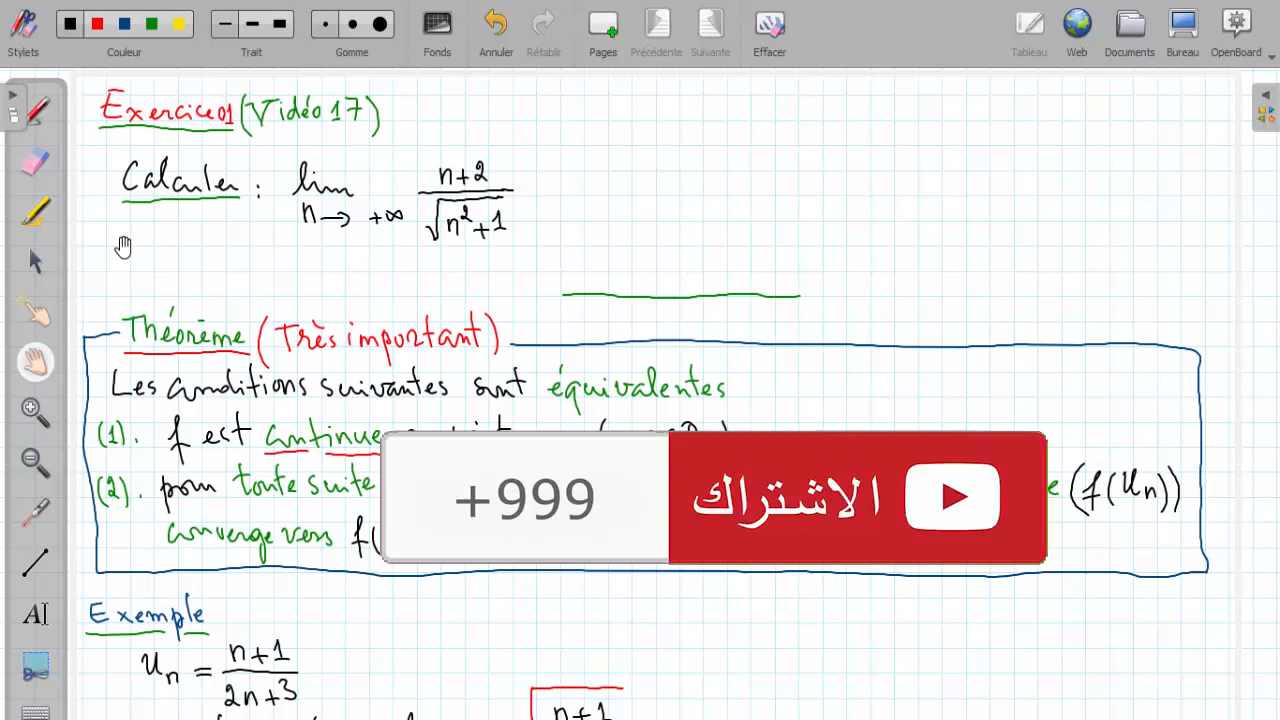 Stylets Couleur Trait Gomme Fonds Annuler Rétablir Pages Précédente Suivante Effacer Tableau Web Documents Bureau OpenBoard
Exercice01 (Vidéo 17)
Calculer : lim n→+∞ (n+2)/√(n²+1)
Théorème (Très important)
Les conditions suivantes sont équivalentes
(1). f est continue
(2). pour toute suite (f(Un))
converge vers f(
+999 الاشتراك
Exemple
Un = (n+1)/(2n+3)
n+1